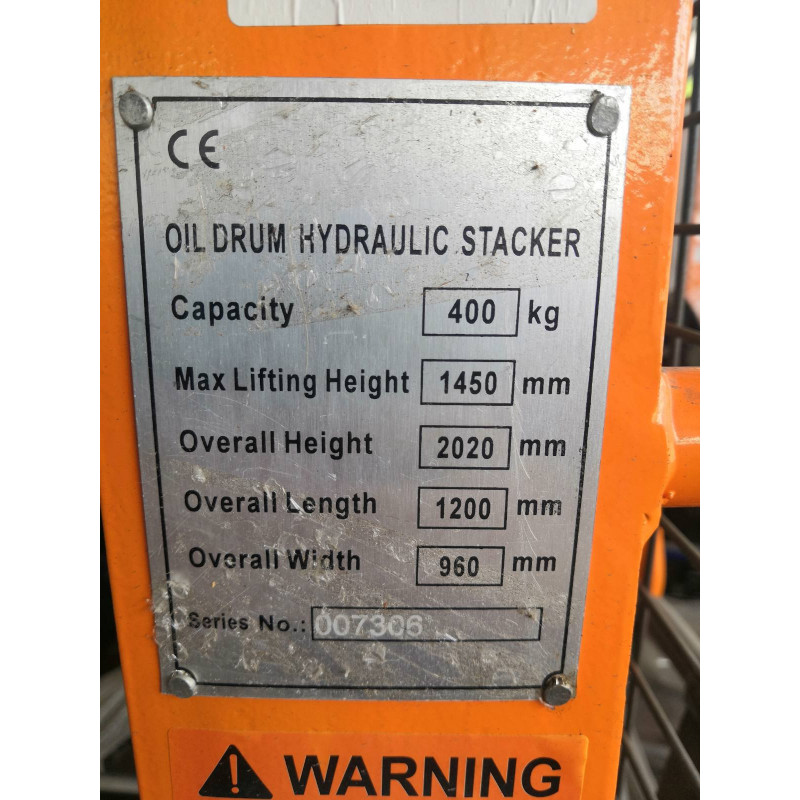 CE
OIL DRUM HYDRAULIC STACKER
Capacity 400 kg
Max Lifting Height 1450 mm
Overall Height 2020 mm
Overall Length 1200 mm
Overall Width 960 mm
Series No.: 007306
WARNING